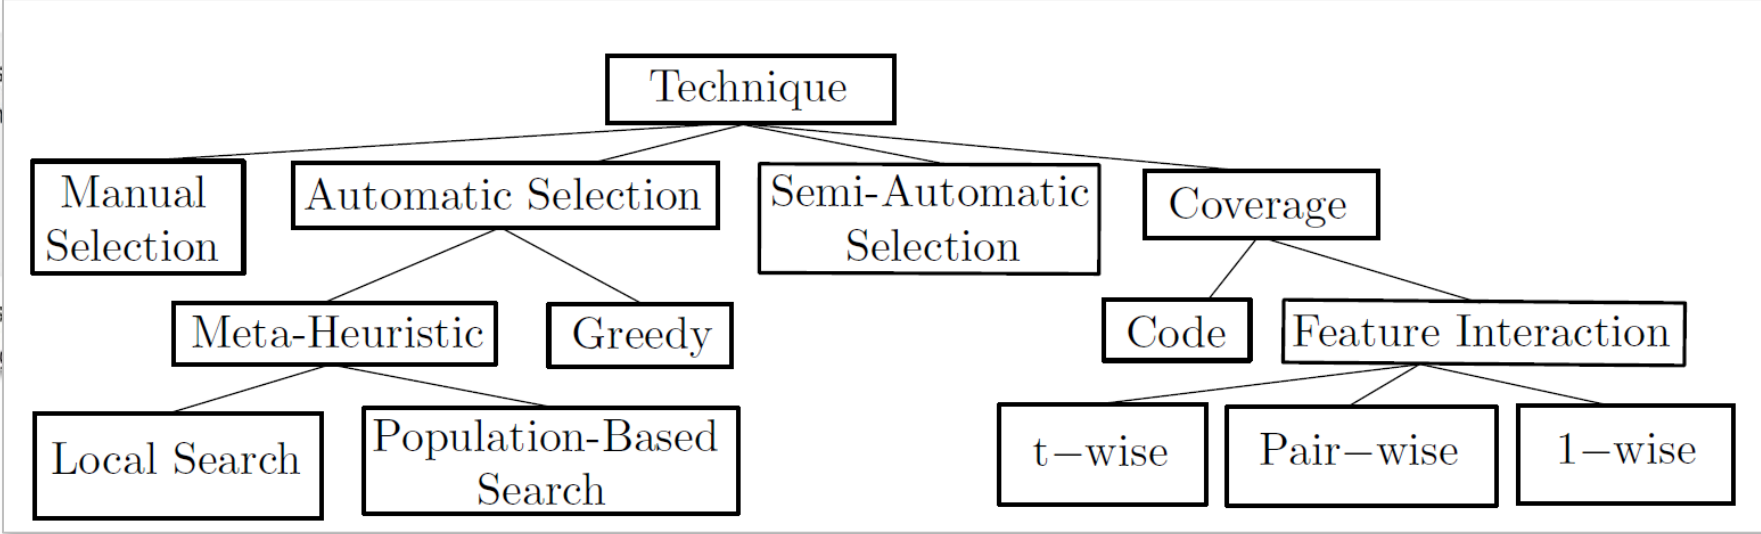 Technique
Manual
Selection
Automatic Selection
Semi-Automatic
Selection
Coverage
Meta-Heuristic
Greedy
Code
Feature Interaction
Local Search
Population-Based
Search
t−wise
Pair−wise
1−wise